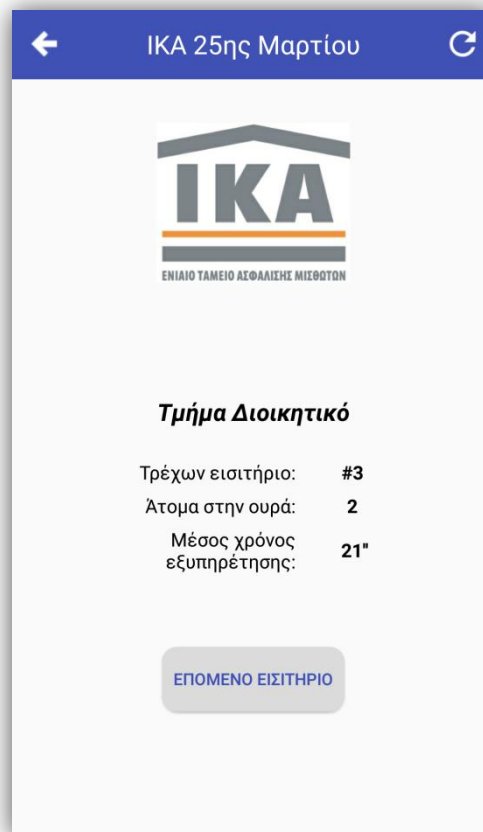 ΙΚΑ 25ης Μαρτίου
ΙΚΑ
ΕΝΙΑΙΟ ΤΑΜΕΙΟ ΑΣΦΑΛΙΣΗΣ ΜΙΣΘΩΤΩΝ
Τμήμα Διοικητικό
Τρέχων εισιτήριο: #3
Άτομα στην ουρά: 2
Μέσος χρόνος
εξυπηρέτησης: 21"
ΕΠΟΜΕΝΟ ΕΙΣΙΤΗΡΙΟ